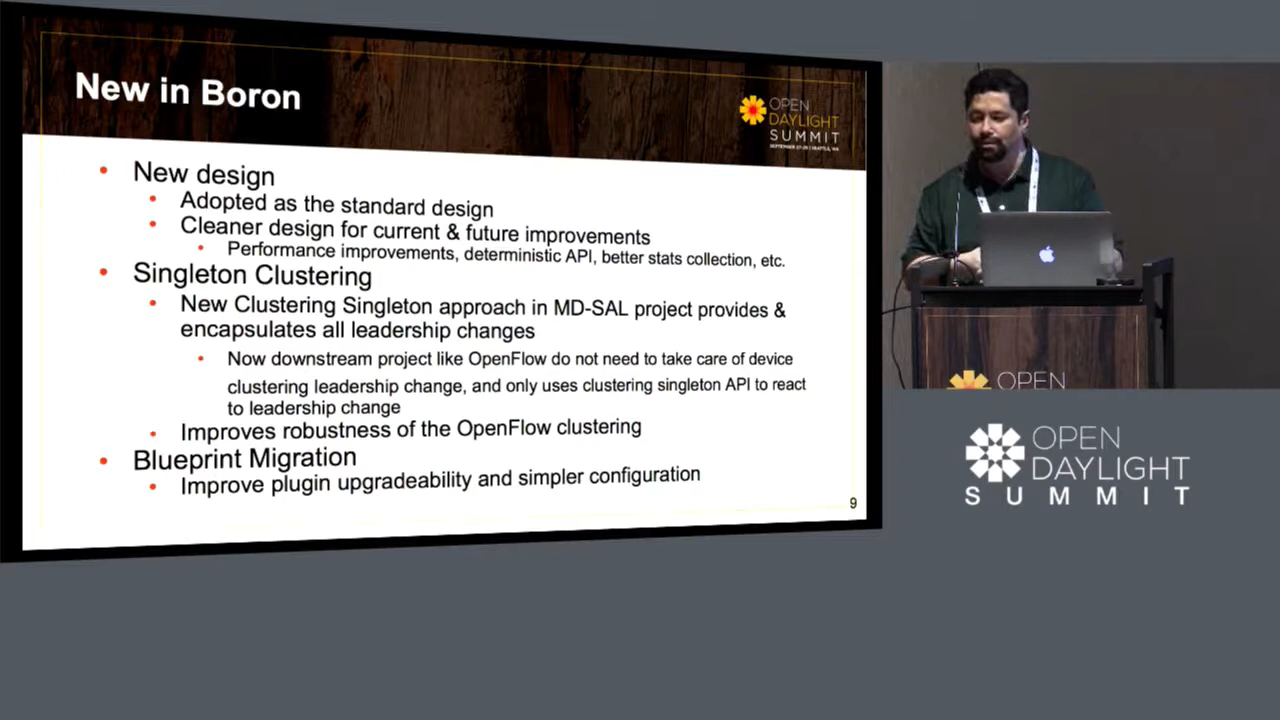 New in Boron
OPEN
DAYLIGHT
SUMMIT
• New design
• Adopted as the standard design
• Cleaner design for current & future improvements
• Performance improvements, deterministic API, better stats collection, etc.
• Singleton Clustering
• New Clustering Singleton approach in MD-SAL project provides &
encapsulates all leadership changes
• Now downstream project like OpenFlow do not need to take care of device
clustering leadership change, and only uses clustering singleton API to react
to leadership change
• Improves robustness of the OpenFlow clustering
• Blueprint Migration
• Improve plugin upgradeability and simpler configuration
9
OPEN
OPEN
DAYLIGHT
SUMMIT